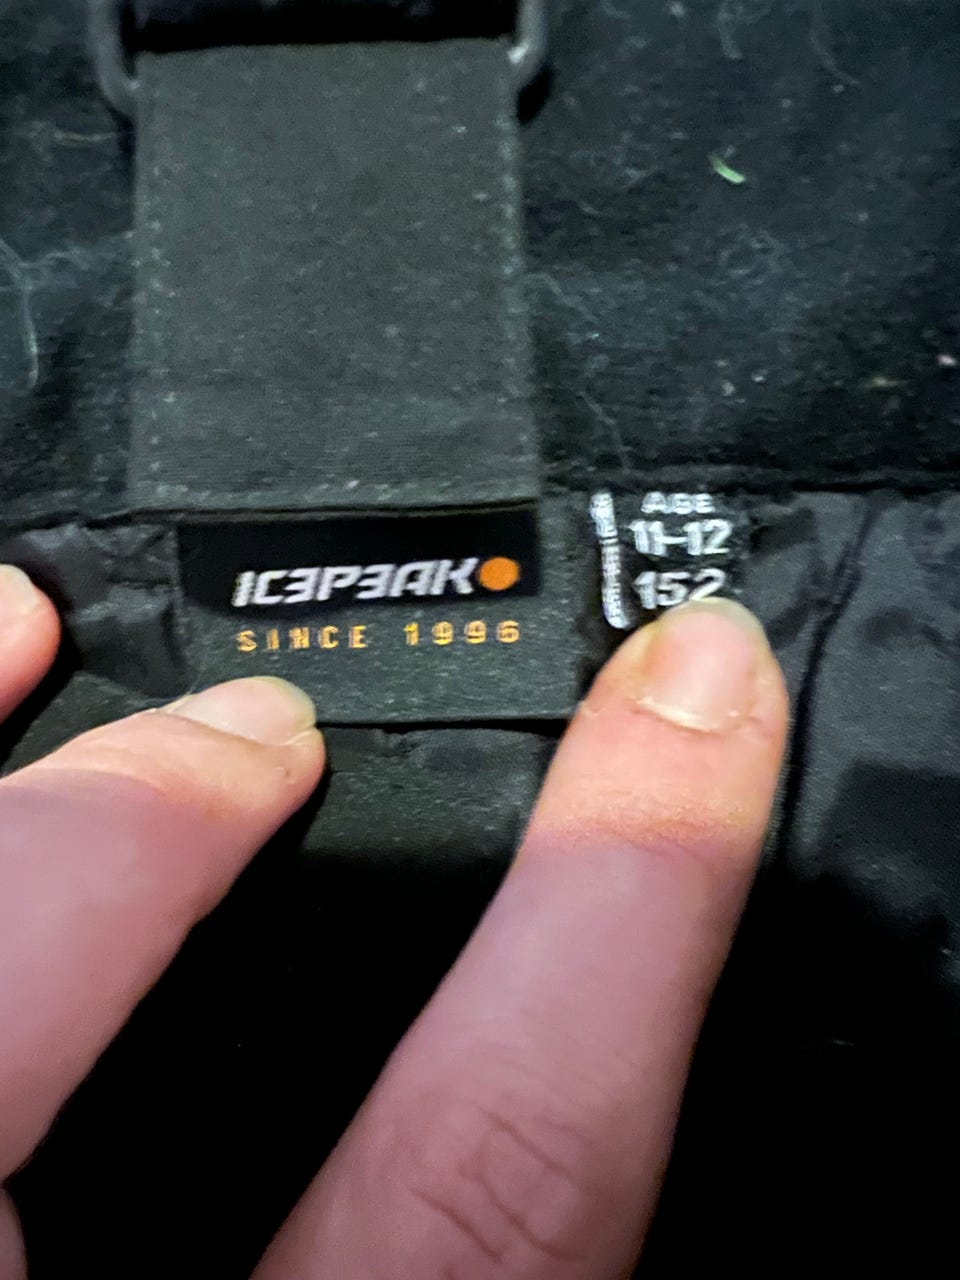 ICEPEAK
SINCE 1996
AGE
11-12
152